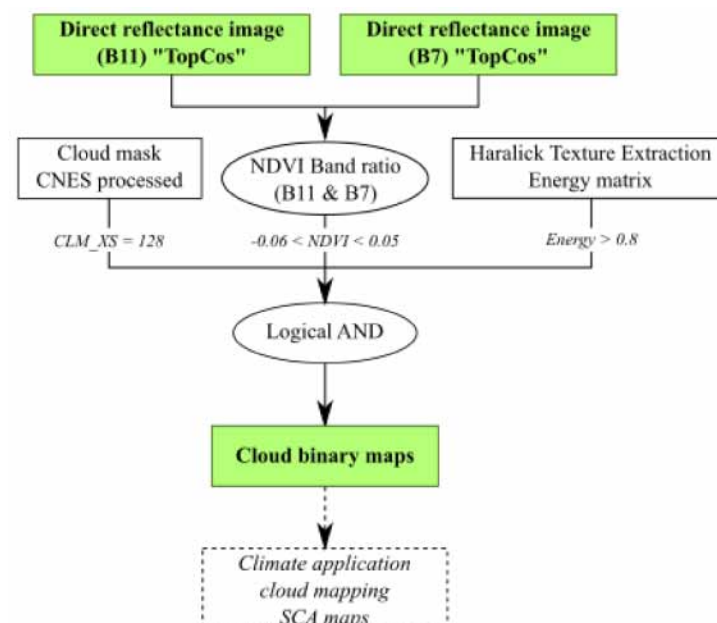 Direct reflectance image
(B11) "TopCos"
Direct reflectance image
(B7) "TopCos"
Cloud mask
CNES processed
NDVI Band ratio
(B11 & B7)
Haralick Texture Extraction
Energy matrix
CLM_XS = 128
-0.06 < NDVI < 0.05
Energy > 0.8
Logical AND
Cloud binary maps
Climate application
cloud mapping
SCA maps